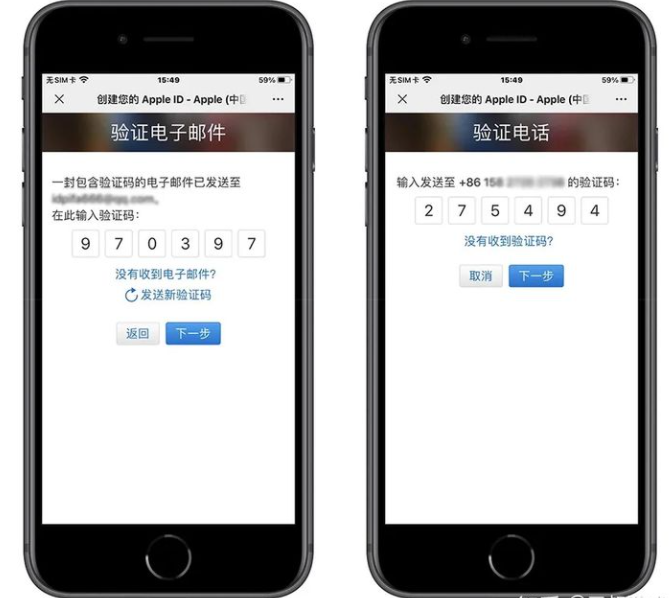 无SIM卡
15:49
59%
创建您的 Apple ID - Apple (中
验证电子邮件
一封包含验证码的电子邮件已发送至
在此输入验证码：
9 7 0 3 9 7
没有收到电子邮件?
发送新验证码
返回
下一步
无SIM卡
15:49
59%
创建您的 Apple ID - Apple (中
验证电话
输入发送至 +86 的验证码：
2 7 5 4 9 4
没有收到验证码?
取消
下一步